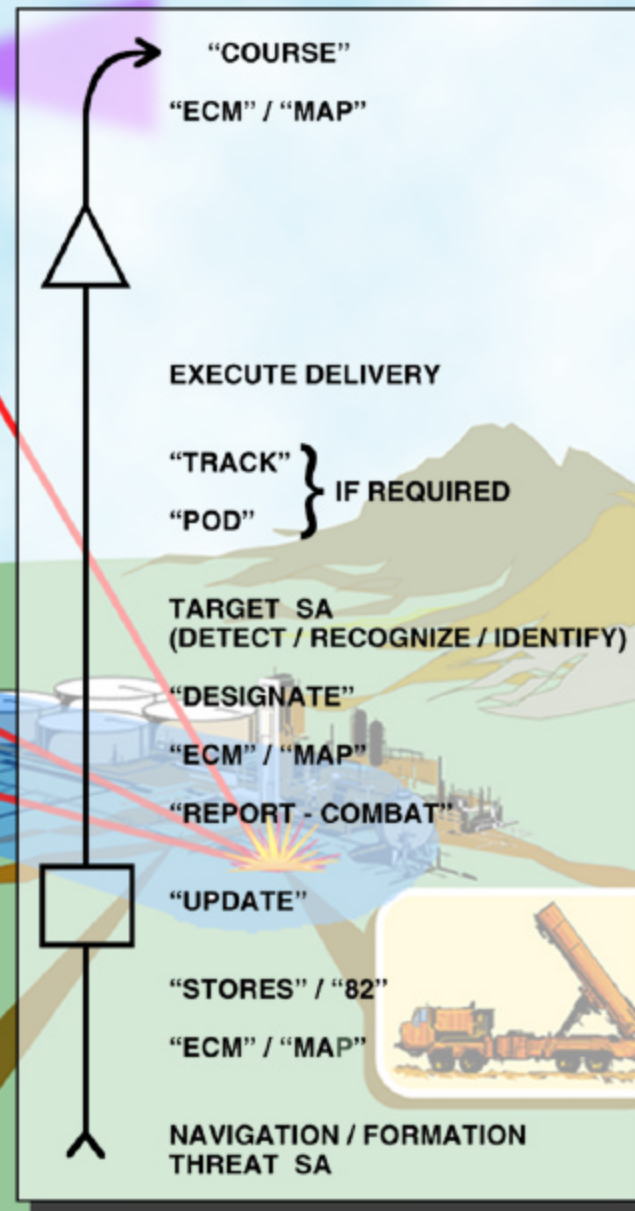 “COURSE”
“ECM” / “MAP”
EXECUTE DELIVERY
“TRACK”
“POD”
IF REQUIRED
TARGET SA
(DETECT / RECOGNIZE / IDENTIFY)
“DESIGNATE”
“ECM” / “MAP”
“REPORT - COMBAT”
“UPDATE”
“STORES” / “82”
“ECM” / “MAP”
NAVIGATION / FORMATION
THREAT SA